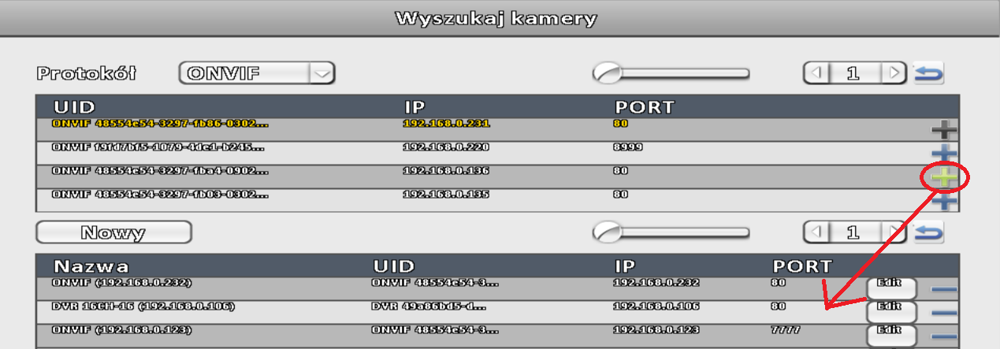 Wyszukaj kamery
Protokół ONVIF 1
UID IP PORT
ONVIF 48554e54-3297-fb86-0302... 192.168.0.231 80
ONVIF f9fd7bf5-1079-4de1-b245... 192.168.0.220 8999
ONVIF 48554e54-3297-fba4-0902... 192.168.0.136 80
ONVIF 48554e54-3297-fb03-0302... 192.168.0.135 80
Nowy 1
Nazwa UID IP PORT
ONVIF (192.168.0.232) ONVIF 48554e54-3... 192.168.0.232 80 Edit
DVR 16CH-16 (192.168.0.106) DVR 49a86bd5-d... 192.168.0.106 80 Edit
ONVIF (192.168.0.123) ONVIF 48554e54-3... 192.168.0.123 7777 Edit